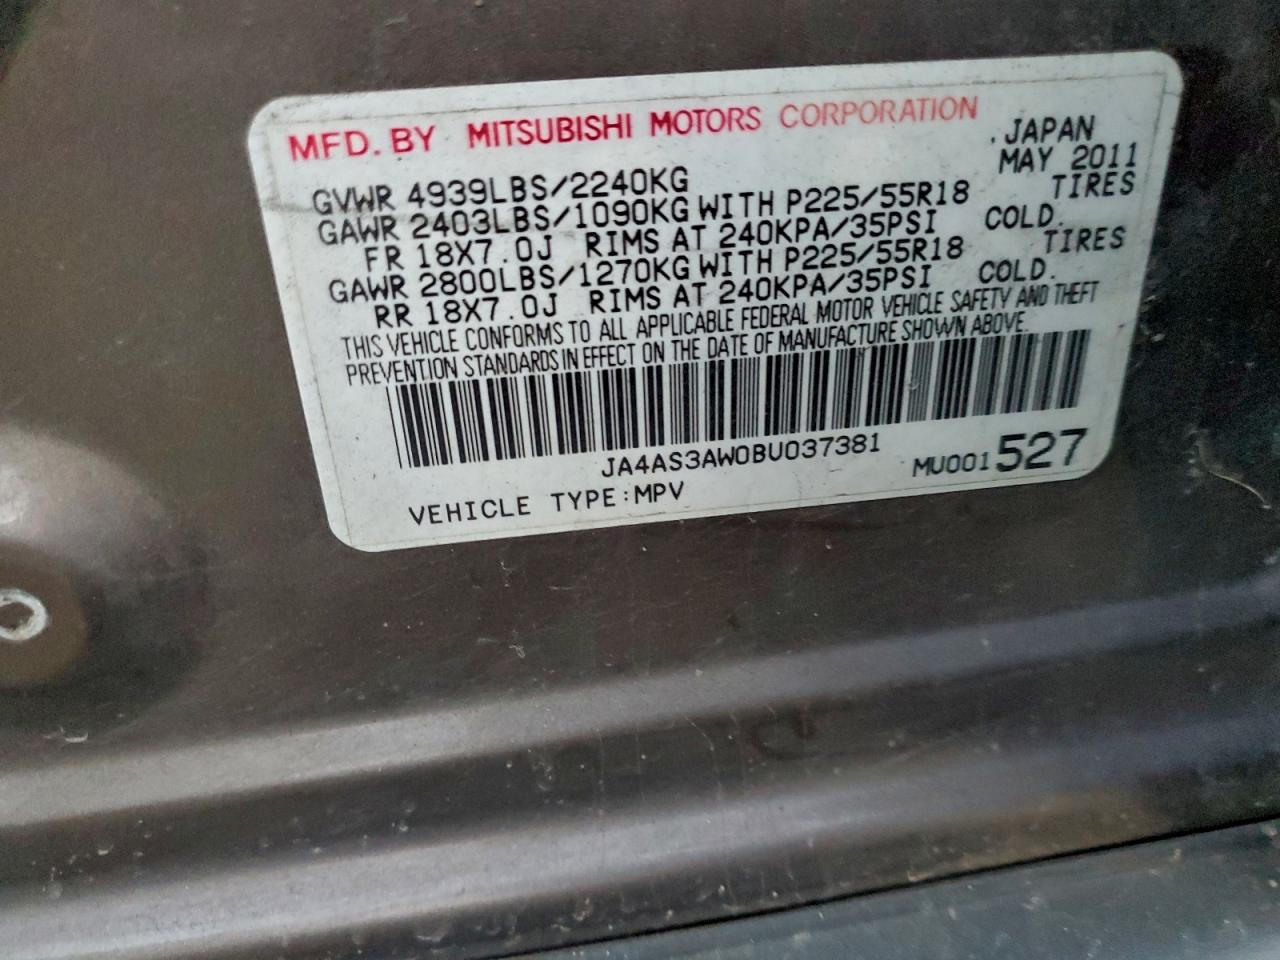 MFD. BY MITSUBISHI MOTORS CORPORATION
JAPAN
MAY 2011
GVWR 4939LBS/2240KG
GAWR 2403LBS/1090KG WITH P225/55R18 TIRES
FR 18X7.0J RIMS AT 240KPA/35PSI COLD.
GAWR 2800LBS/1270KG WITH P225/55R18 TIRES
RR 18X7.0J RIMS AT 240KPA/35PSI COLD.
THIS VEHICLE CONFORMS TO ALL APPLICABLE FEDERAL MOTOR VEHICLE SAFETY AND THEFT
PREVENTION STANDARDS IN EFFECT ON THE DATE OF MANUFACTURE SHOWN ABOVE.
JA4AS3AW0BU037381
MU001527
VEHICLE TYPE:MPV